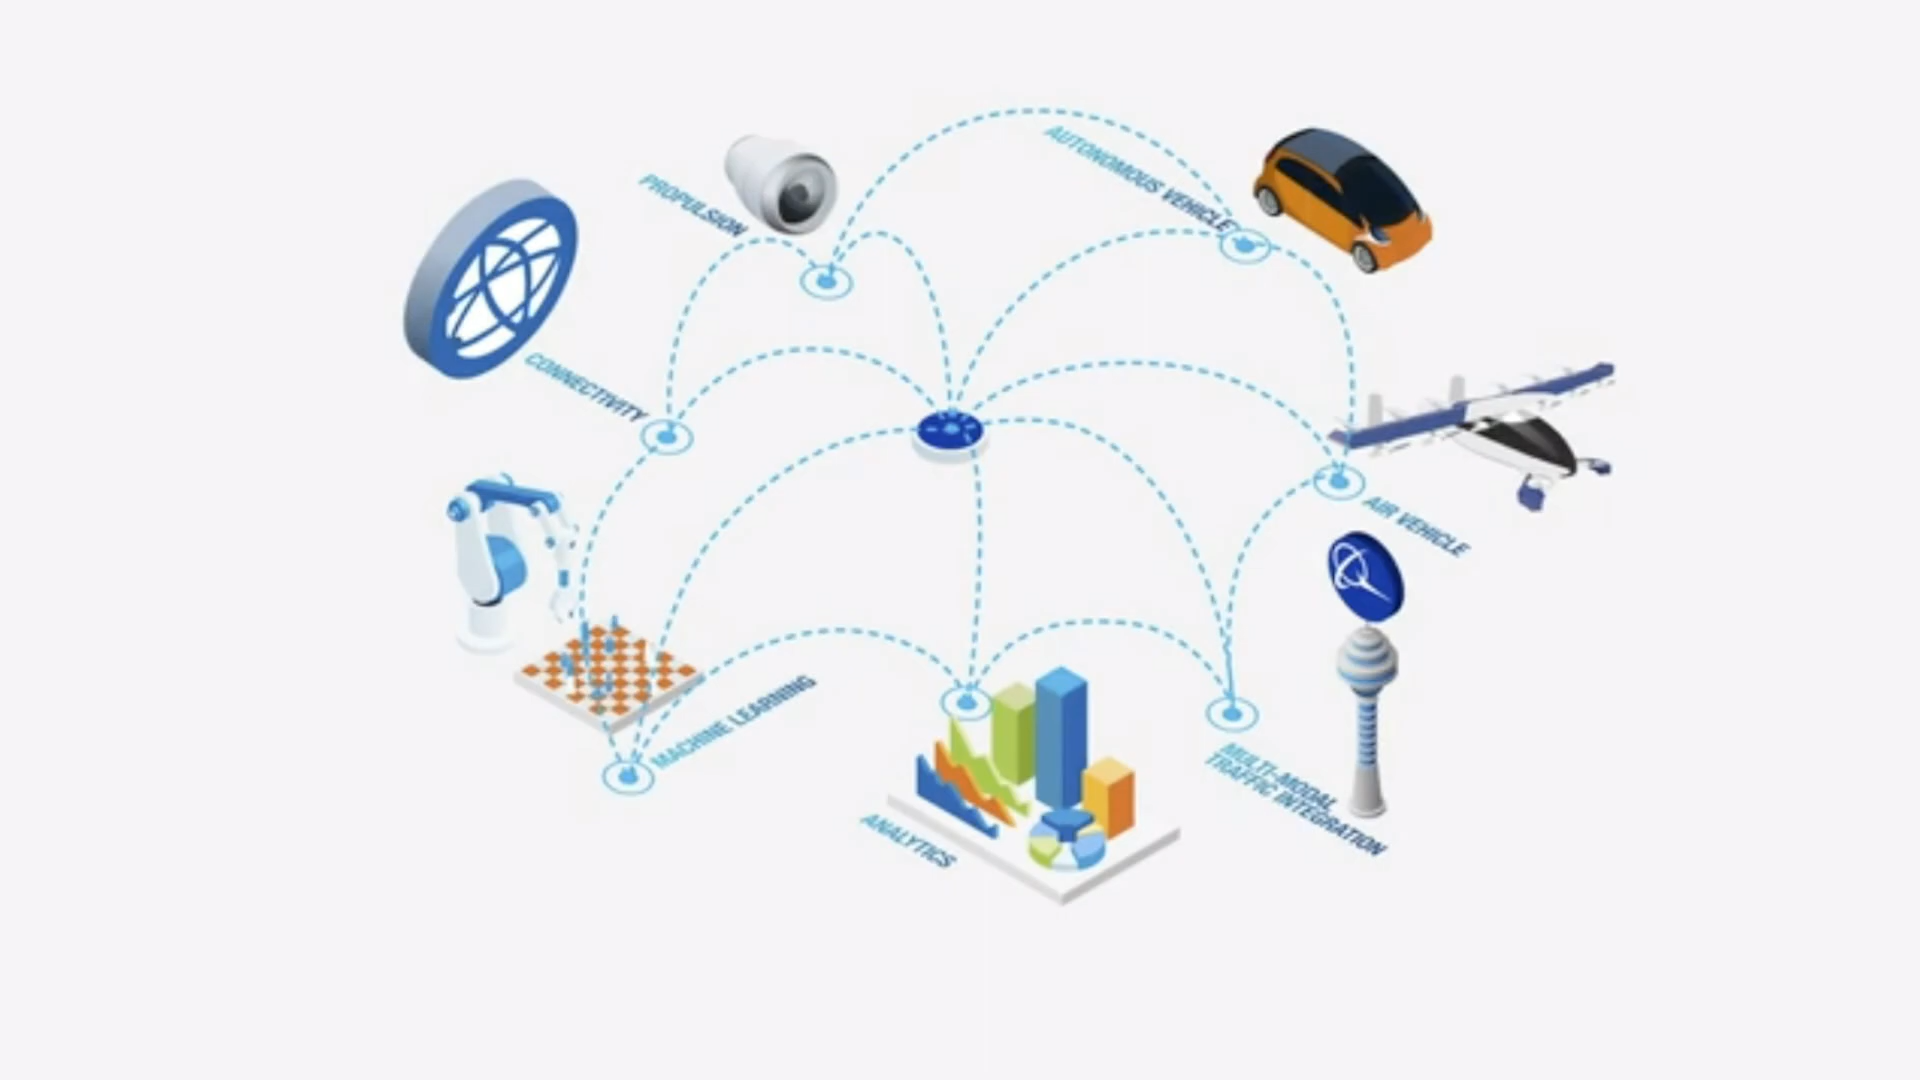 PROPULSION
AUTONOMOUS VEHICLE
CONNECTIVITY
AIR VEHICLE
MACHINE LEARNING
MULTI-MODAL
TRAFFIC INTEGRATION
ANALYTICS